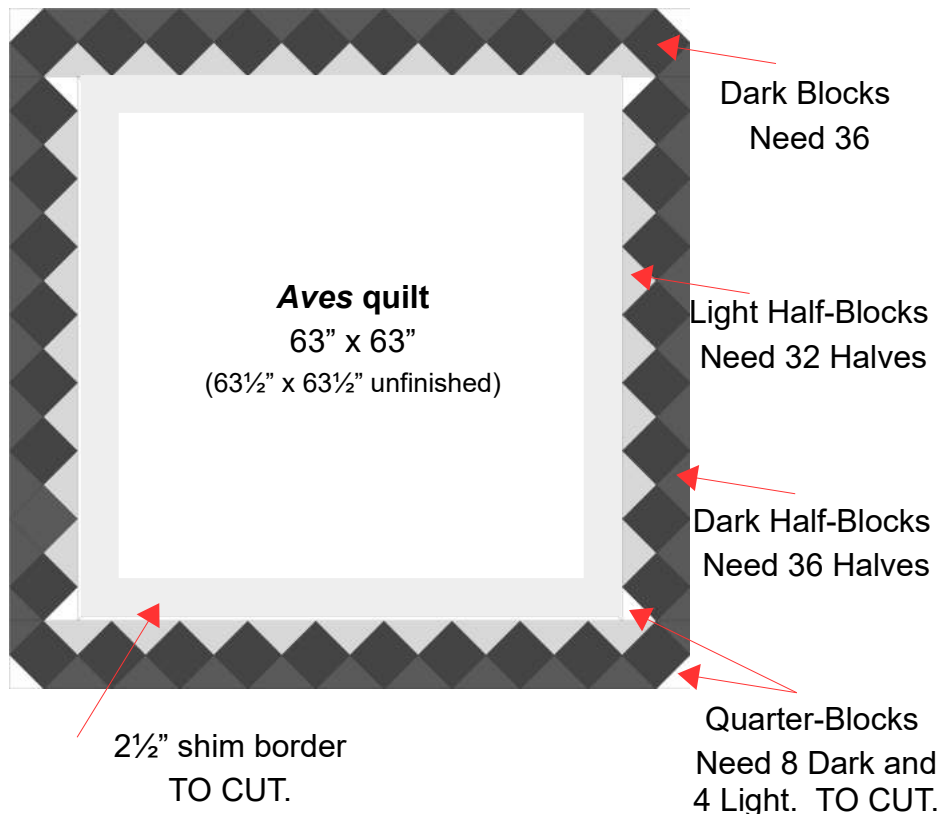 Dark Blocks
Need 36
Aves quilt
63” x 63”
(63½” x 63½” unfinished)
Light Half-Blocks
Need 32 Halves
Dark Half-Blocks
Need 36 Halves
2½” shim border
TO CUT.
Quarter-Blocks
Need 8 Dark and
4 Light.  TO CUT.